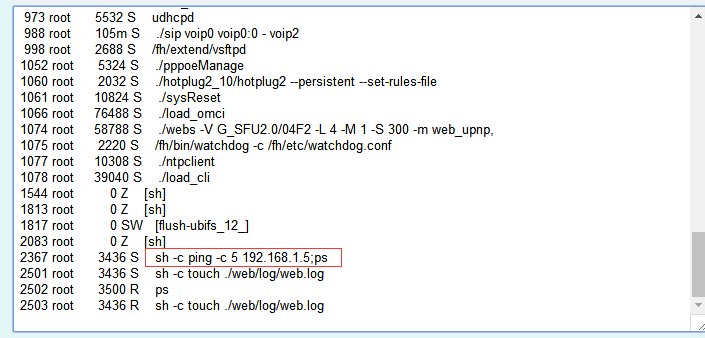 973 root 5532 S udhcpd
988 root 105m S ./sip voip0 voip0:0 - voip2
998 root 2688 S /fh/extend/vsftpd
1052 root 5324 S ./pppoeManage
1060 root 2032 S ./hotplug2_10/hotplug2 --persistent --set-rules-file
1061 root 10824 S ./sysReset
1066 root 76488 S ./load_omci
1074 root 58788 S ./webs -V G_SFU2.0/04F2 -L 4 -M 1 -S 300 -m web_upnp,
1075 root 2220 S /fh/bin/watchdog -c /fh/etc/watchdog.conf
1077 root 10308 S ./ntpclient
1078 root 39040 S ./load_cli
1544 root 0 Z [sh]
1813 root 0 Z [sh]
1817 root 0 SW [flush-ubifs_12_]
2083 root 0 Z [sh]
2367 root 3436 S sh -c ping -c 5 192.168.1.5;ps
2501 root 3436 S sh -c touch ./web/log/web.log
2502 root 3500 R ps
2503 root 3436 R sh -c touch ./web/log/web.log